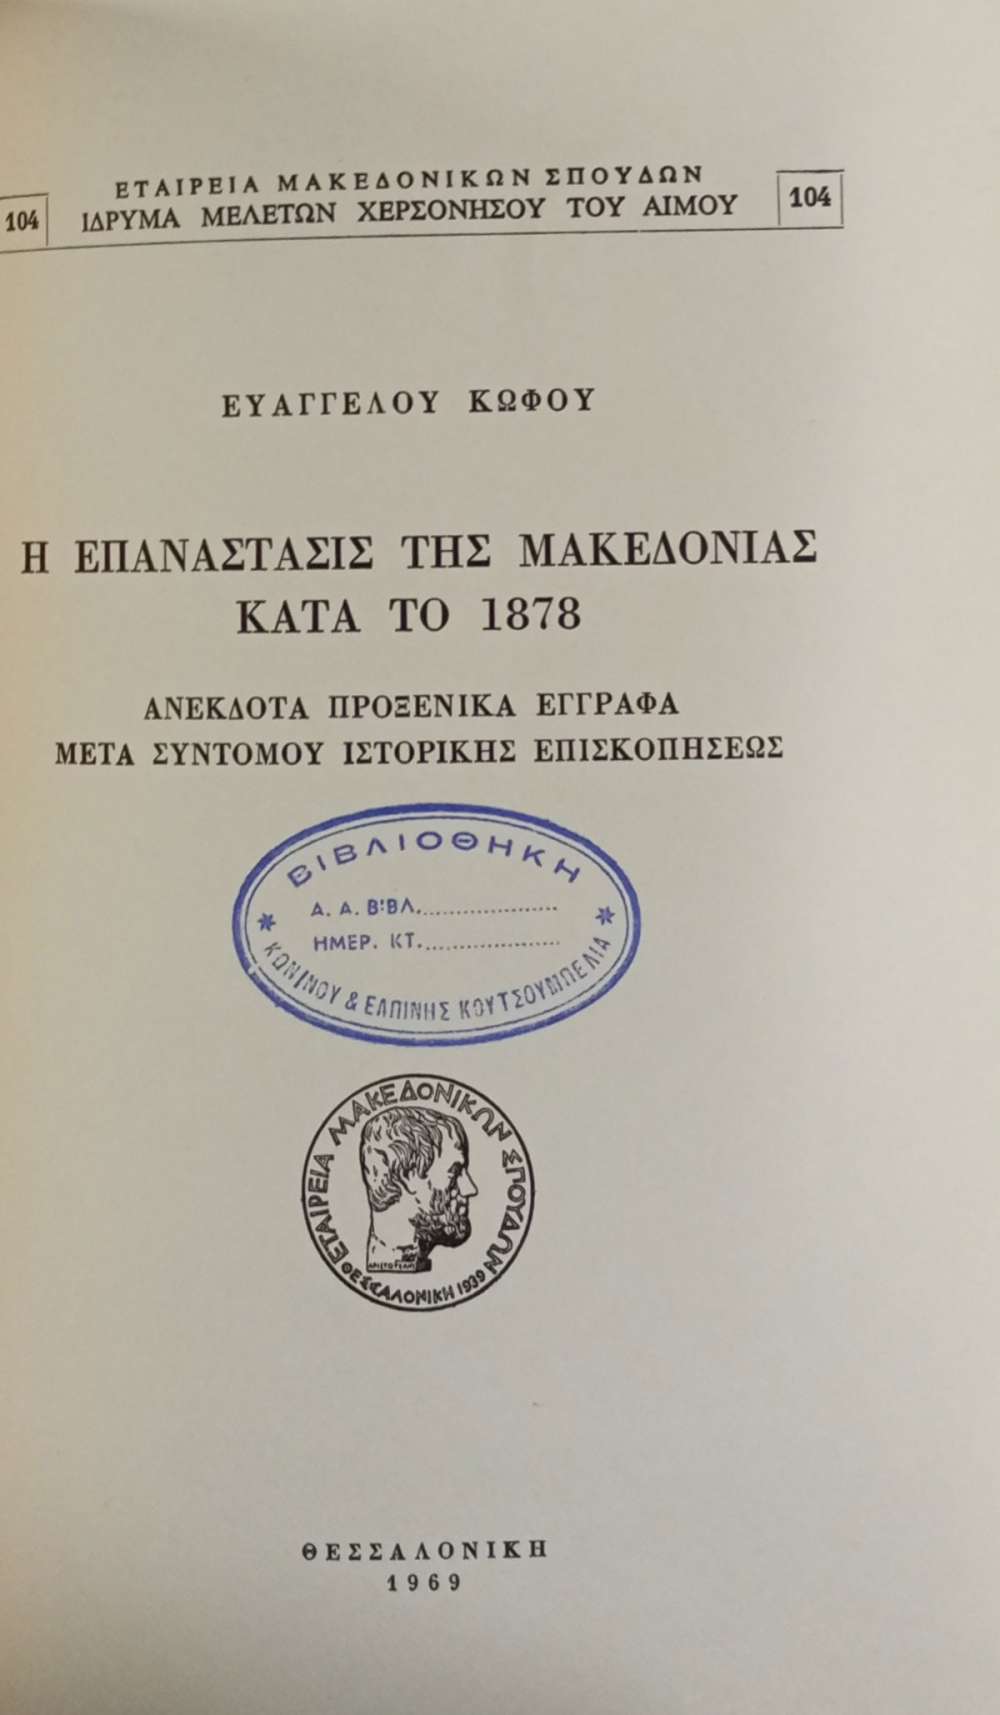 ΕΤΑΙΡΕΙΑ ΜΑΚΕΔΟΝΙΚΩΝ ΣΠΟΥΔΩΝ
104 ΙΔΡΥΜΑ ΜΕΛΕΤΩΝ ΧΕΡΣΟΝΗΣΟΥ ΤΟΥ ΑΙΜΟΥ 104
ΕΥΑΓΓΕΛΟΥ ΚΩΦΟΥ
Η ΕΠΑΝΑΣΤΑΣΙΣ ΤΗΣ ΜΑΚΕΔΟΝΙΑΣ
ΚΑΤΑ ΤΟ 1878
ΑΝΕΚΔΟΤΑ ΠΡΟΞΕΝΙΚΑ ΕΓΓΡΑΦΑ
ΜΕΤΑ ΣΥΝΤΟΜΟΥ ΙΣΤΟΡΙΚΗΣ ΕΠΙΣΚΟΠΗΣΕΩΣ
ΒΙΒΛΙΟΘΗΚΗ
Α. Α. ΒΙΒΛ.....................
ΗΜΕΡ. ΚΤ.....................
ΚΩΝ/ΝΟΥ & ΕΛΠΙΝΗΣ ΚΟΥΤΣΟΥΜΠΕΛΙΑ
ΕΤΑΙΡΕΙΑ ΜΑΚΕΔΟΝΙΚΩΝ ΣΠΟΥΔΩΝ
ΑΡΙΣΤΟΤΕΛΗΣ
ΘΕΣΣΑΛΟΝΙΚΗ 1939
ΘΕΣΣΑΛΟΝΙΚΗ
1969